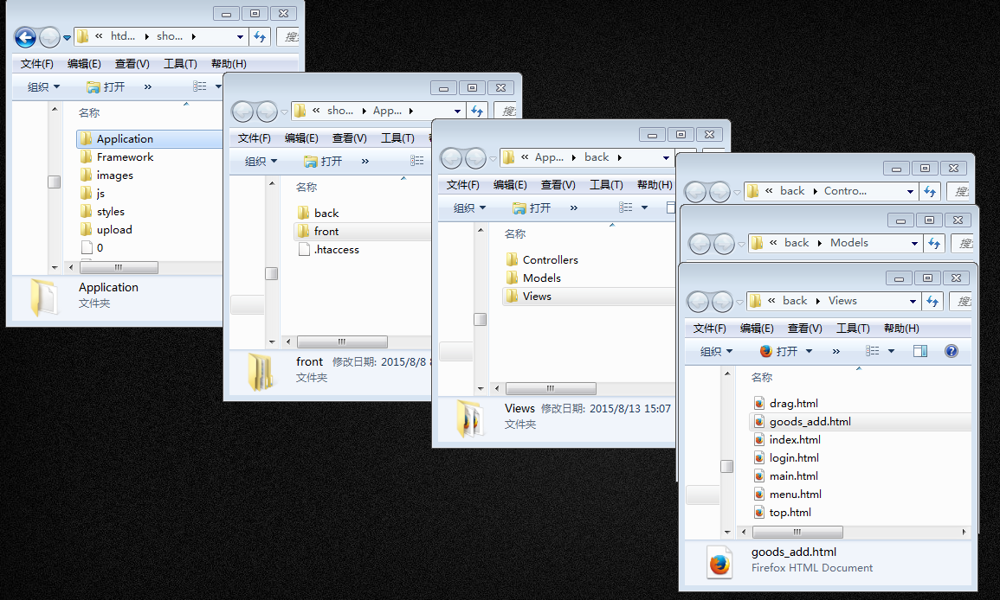 « htd... ▸ sho... ▸
文件(F) 编辑(E) 查看(V) 工具(T) 帮助(H)
组织 打开 »
名称
Application
Framework
images
js
styles
upload
0
Application
文件夹
« sho... ▸ App... ▸
文件(F) 编辑(E) 查看(V) 工具(T)
组织 打开 »
名称
back
front
.htaccess
front 修改日期: 2015/8/8
文件夹
« App... ▸ back ▸
文件(F) 编辑(E) 查看(V) 工具(T) 帮助(H)
组织 打开 »
名称
Controllers
Models
Views
Views 修改日期: 2015/8/13 15:07
文件夹
« back ▸ Contro...
« back ▸ Models
« back ▸ Views
文件(F) 编辑(E) 查看(V) 工具(T) 帮助(H)
组织 打开 »
名称
drag.html
goods_add.html
index.html
login.html
main.html
menu.html
top.html
goods_add.html
Firefox HTML Document